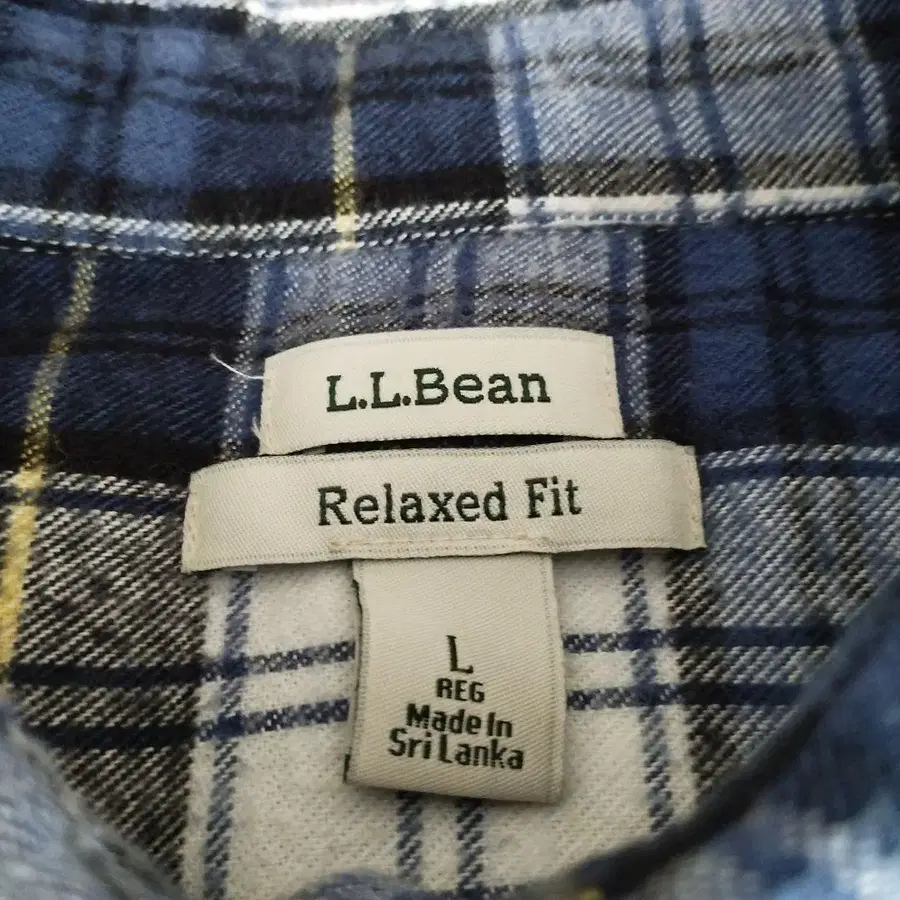 L.L.Bean
Relaxed Fit
L
REG
Made In
Sri Lanka